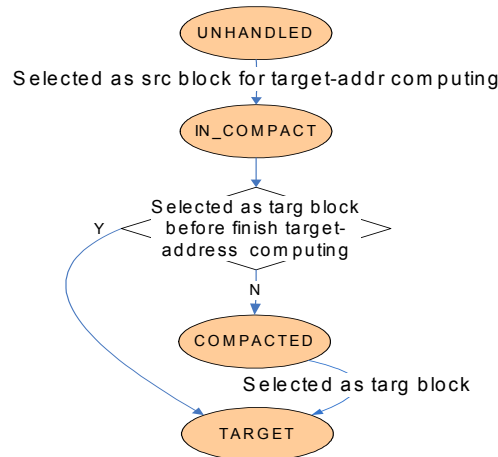 UNHANDLED
Selected as src block for target-addr computing
IN_COMPACT
Selected as targ block
before finish target-
address computing
Y
N
COMPACTED
Selected as targ block
TARGET